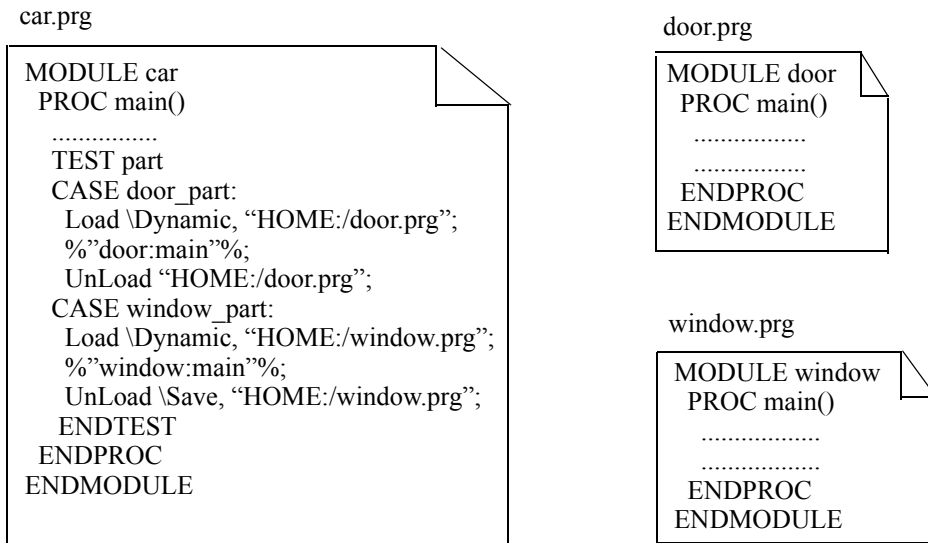 car.prg
MODULE car
PROC main()
................
TEST part
CASE door_part:
Load \Dynamic, “HOME:/door.prg”;
%”door:main”%;
UnLoad “HOME:/door.prg”;
CASE window_part:
Load \Dynamic, “HOME:/window.prg”;
%”window:main”%;
UnLoad \Save, “HOME:/window.prg”;
ENDTEST
ENDPROC
ENDMODULE
door.prg
MODULE door
PROC main()
.................
.................
ENDPROC
ENDMODULE
window.prg
MODULE window
PROC main()
..................
..................
ENDPROC
ENDMODULE